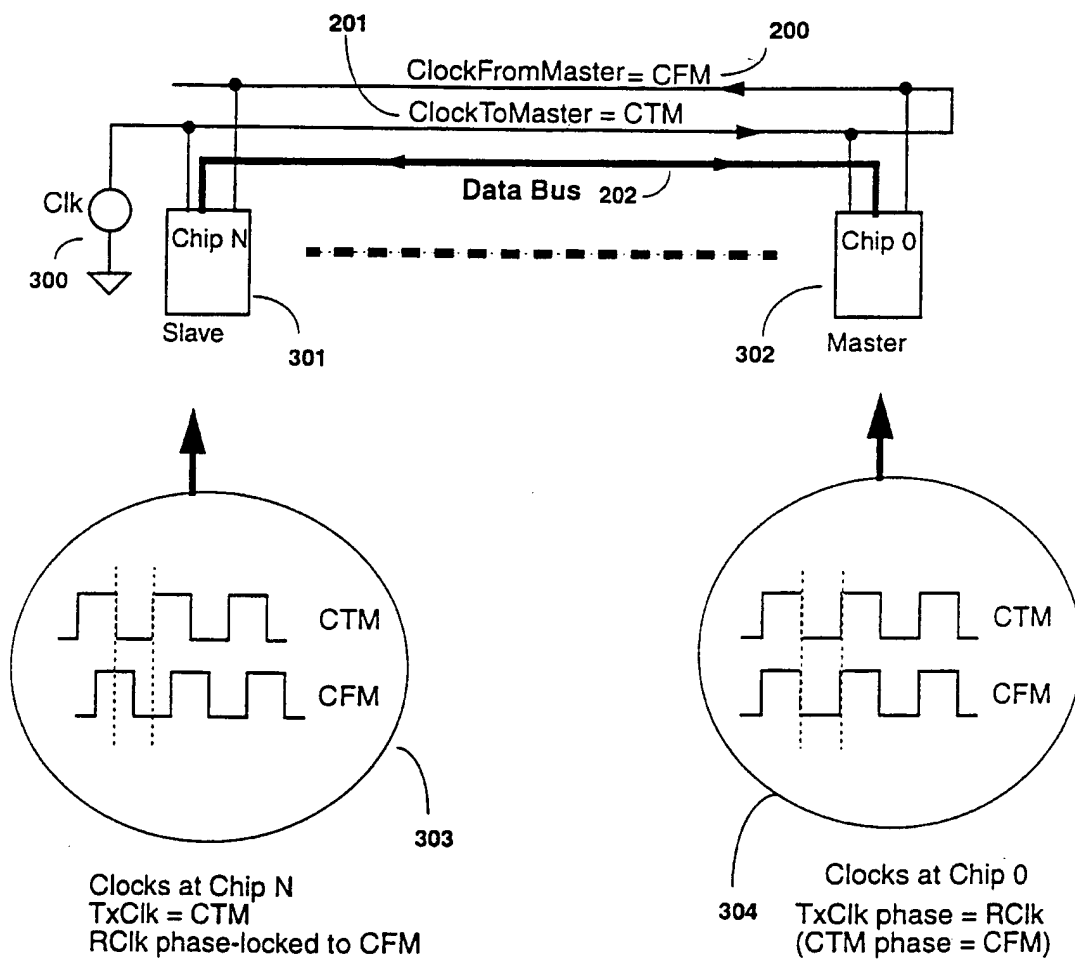 201
200
ClockFromMaster = CFM
ClockToMaster = CTM
Data Bus 202
Clk
Chip N
Chip 0
300
Slave
301
302
Master
CTM
CFM
CTM
CFM
303
304
Clocks at Chip N
TxClk = CTM
RClk phase-locked to CFM
Clocks at Chip 0
TxClk phase = RClk
(CTM phase = CFM)